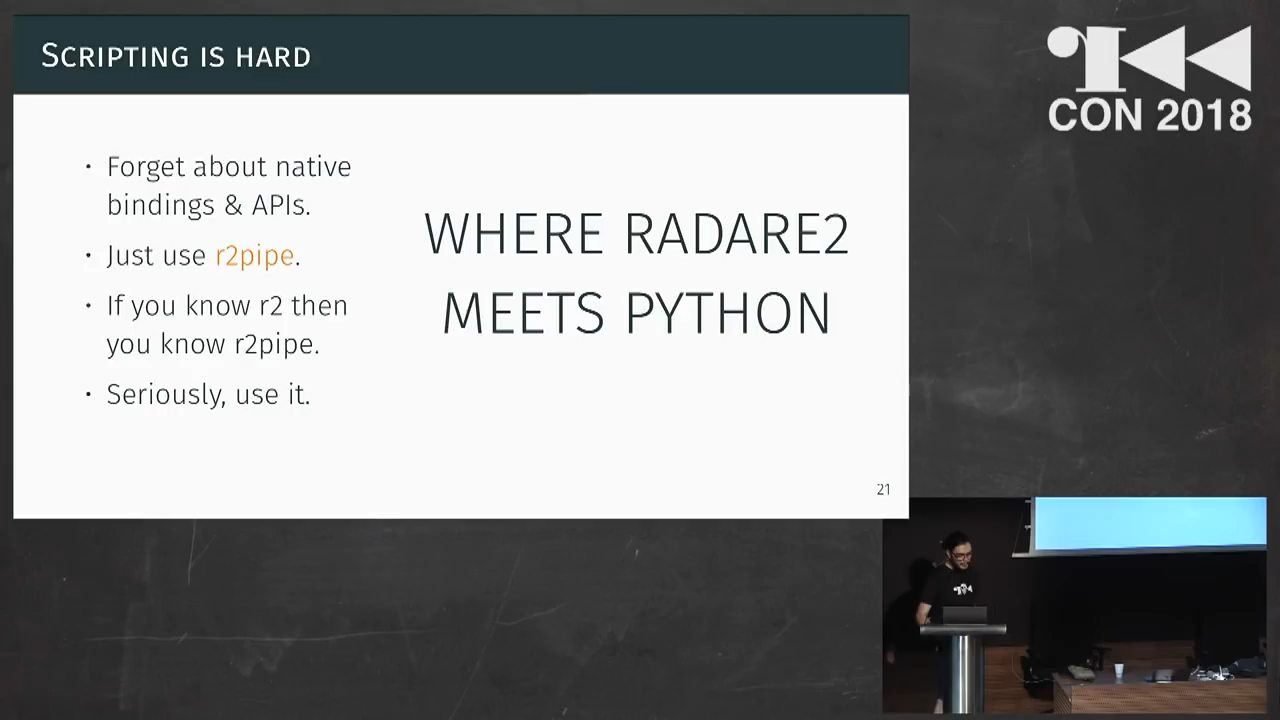 SCRIPTING IS HARD
• Forget about native
bindings & APIs.
• Just use r2pipe.
• If you know r2 then
you know r2pipe.
• Seriously, use it.
WHERE RADARE2
MEETS PYTHON
21
CON 2018